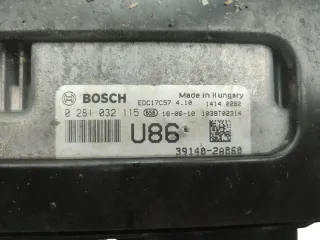 BOSCH Made in Hungary
EDC17C57 4.10 1414 0282
0 281 032 115 16-06-10 1039T02314
U86
39140-2A860